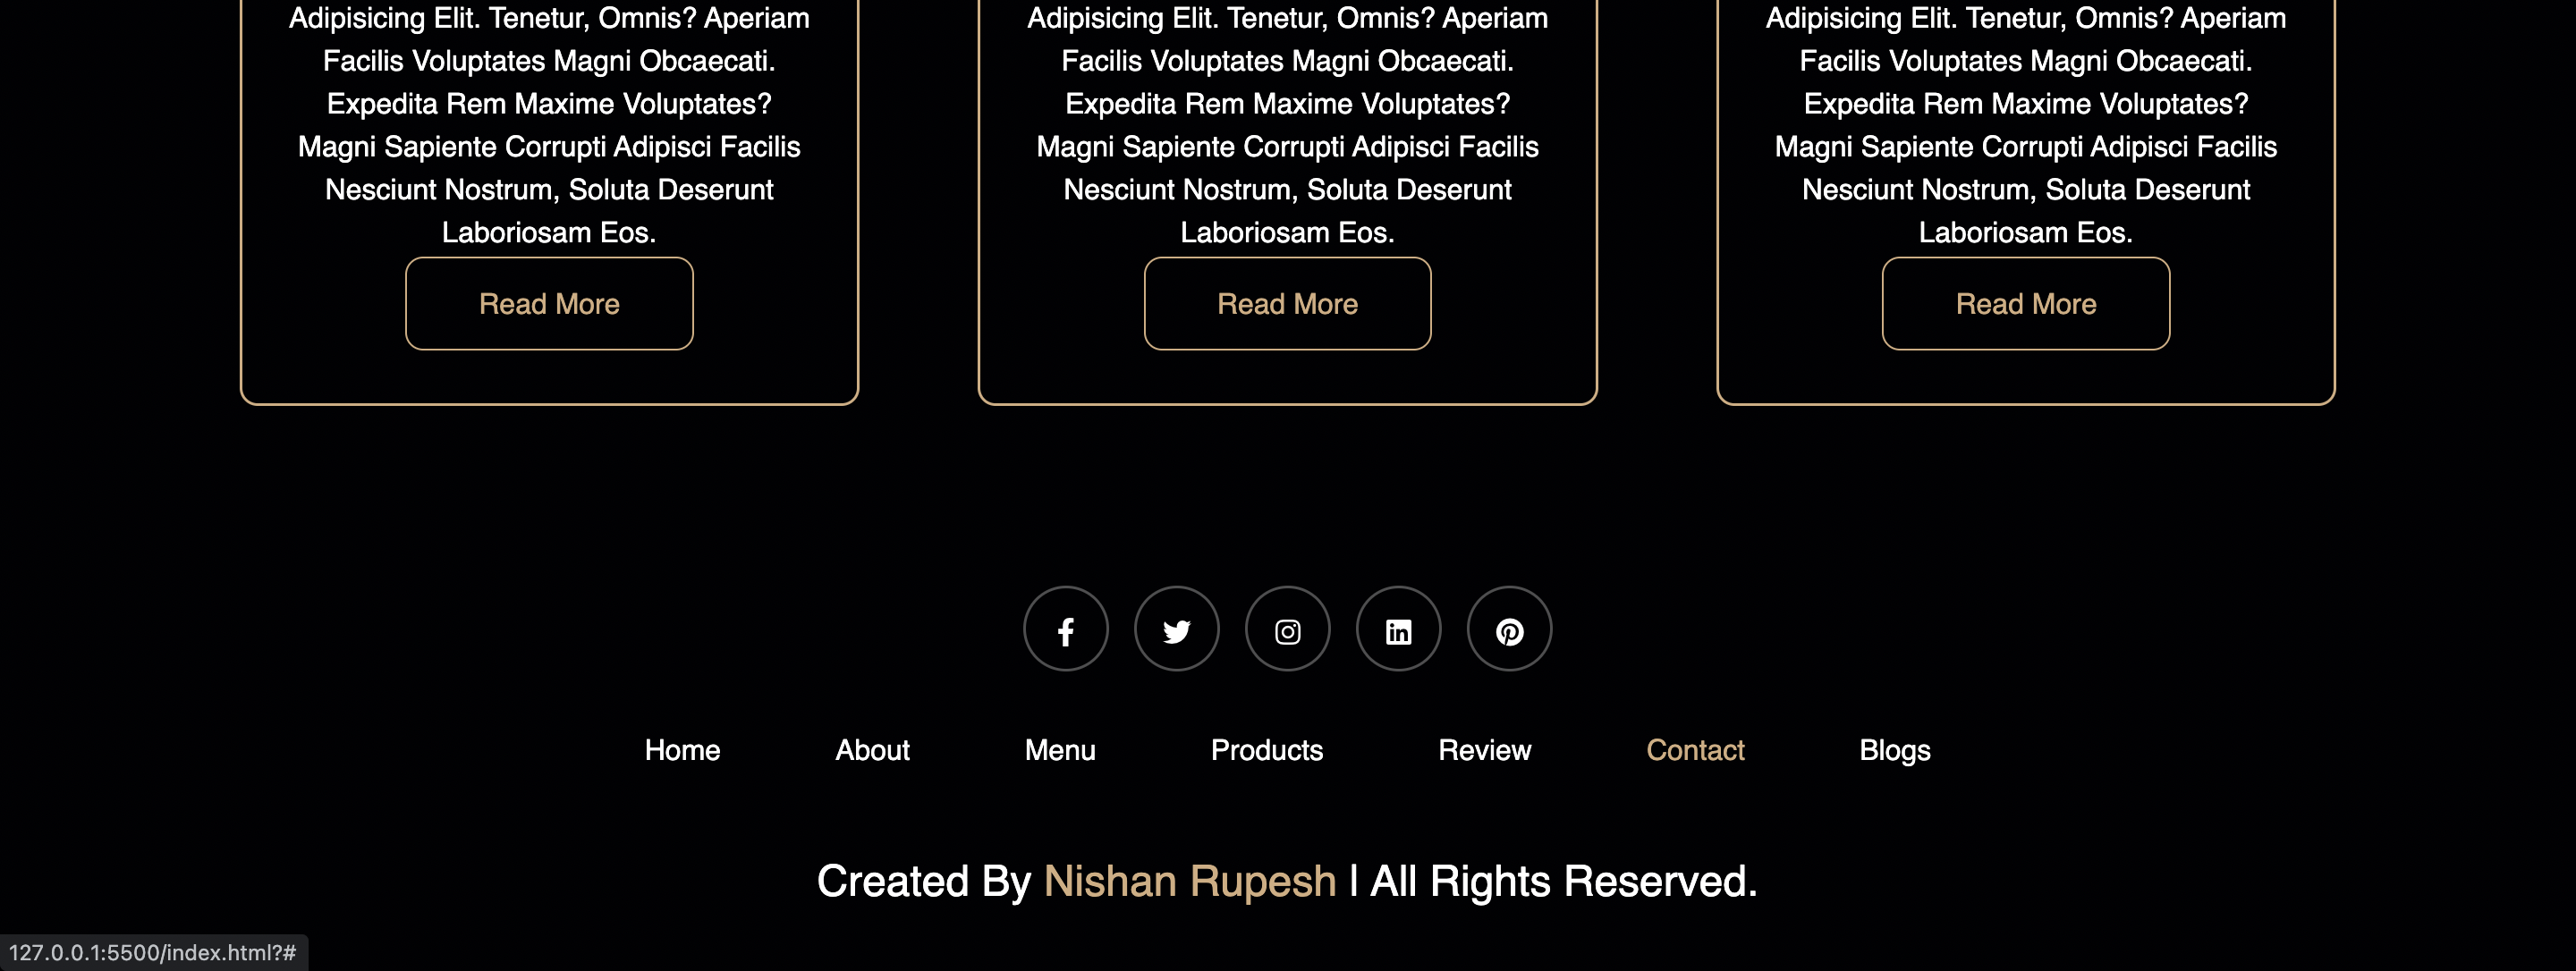 Adipisicing Elit. Tenetur, Omnis? Aperiam
Facilis Voluptates Magni Obcaecati.
Expedita Rem Maxime Voluptates?
Magni Sapiente Corrupti Adipisci Facilis
Nesciunt Nostrum, Soluta Deserunt
Laboriosam Eos.
Read More
Adipisicing Elit. Tenetur, Omnis? Aperiam
Facilis Voluptates Magni Obcaecati.
Expedita Rem Maxime Voluptates?
Magni Sapiente Corrupti Adipisci Facilis
Nesciunt Nostrum, Soluta Deserunt
Laboriosam Eos.
Read More
Adipisicing Elit. Tenetur, Omnis? Aperiam
Facilis Voluptates Magni Obcaecati.
Expedita Rem Maxime Voluptates?
Magni Sapiente Corrupti Adipisci Facilis
Nesciunt Nostrum, Soluta Deserunt
Laboriosam Eos.
Read More
Home About Menu Products Review Contact Blogs
Created By Nishan Rupesh | All Rights Reserved.
127.0.0.1:5500/index.html?#